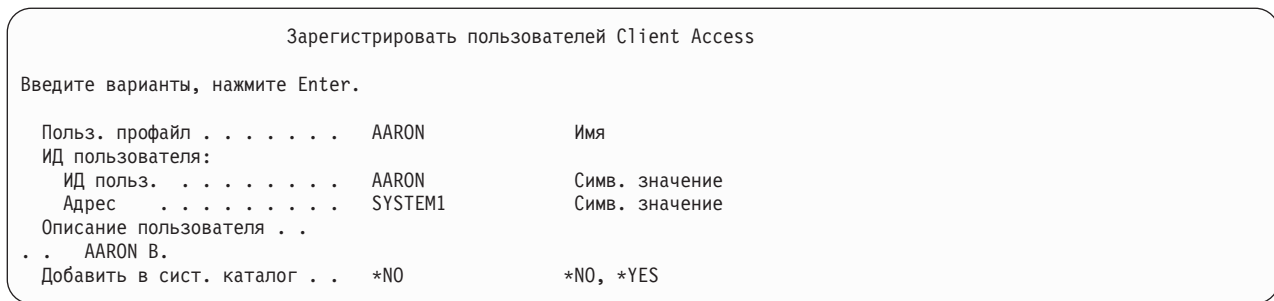 Зарегистрировать пользователей Client Access
Введите варианты, нажмите Enter.
Польз. профайл . . . . . . . AARON Имя
ИД пользователя:
ИД польз. . . . . . . . . AARON Симв. значение
Адрес . . . . . . . . . SYSTEM1 Симв. значение
Описание пользователя . .
. . AARON B.
Добавить в сист. каталог . . *NO *NO, *YES